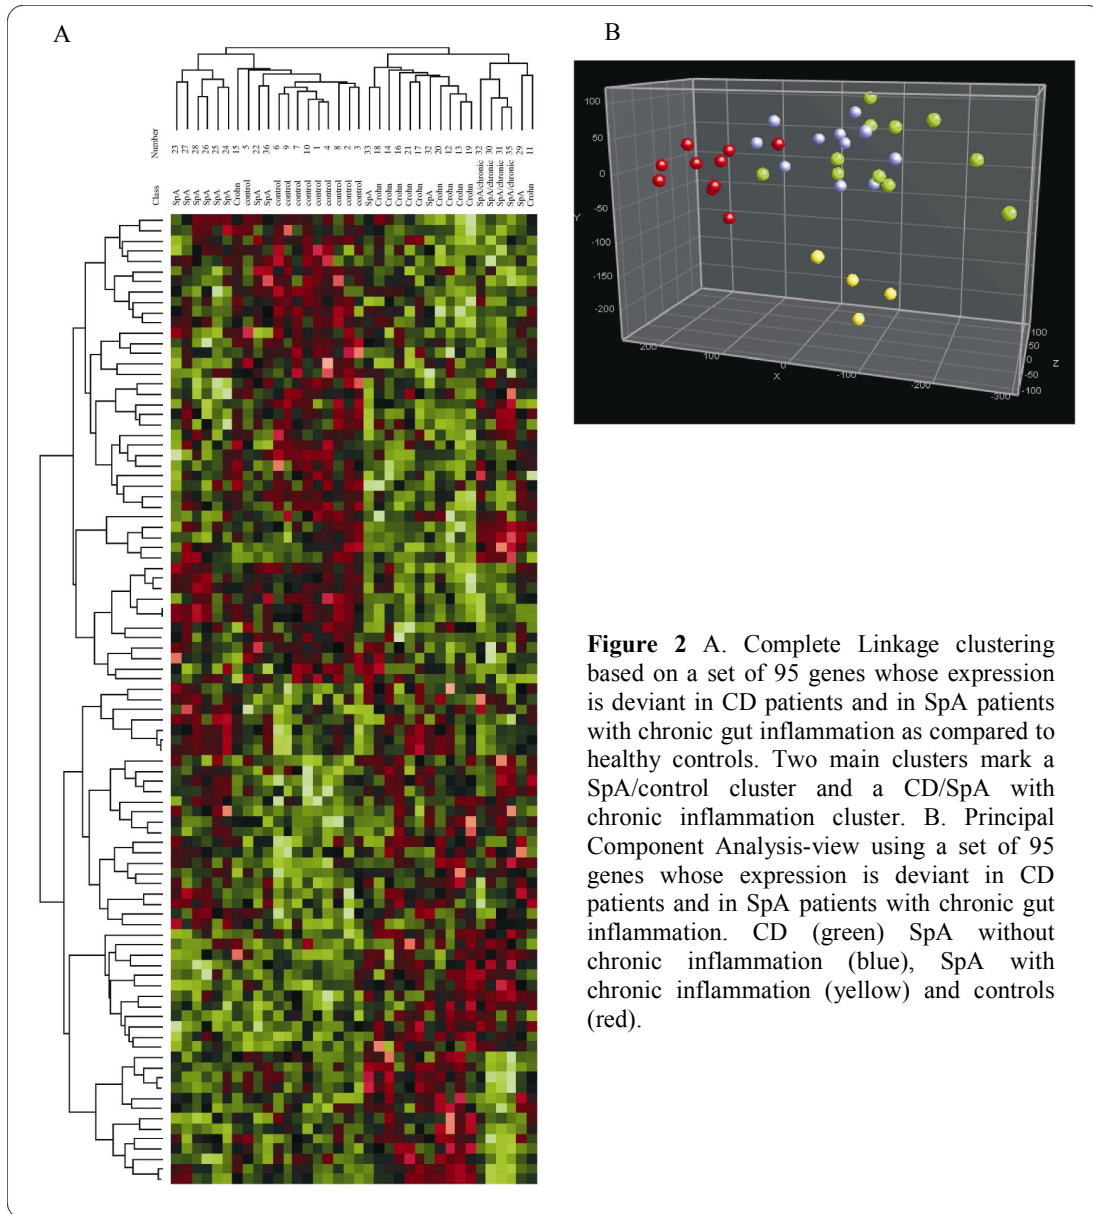 A
B
Number
23 27 28 26 25 24 15 5 22 36 6 9 7 10 1 4 8 2 3 33 18 14 16 21 17 32 20 12 13 19 32 30 31 35 29 11
Class
SpA SpA SpA SpA SpA SpA Crohn control SpA SpA control control control control control control control control control SpA Crohn Crohn Crohn Crohn Crohn SpA Crohn Crohn Crohn Crohn SpA/chronic SpA/chronic SpA/chronic SpA/chronic SpA Crohn
100
50
0
Y
-50
-100
-150
-200
200
100
0
-100
-200
-300
X
100
50
0
-50
-100
Z
Figure 2 A. Complete Linkage clustering
based on a set of 95 genes whose expression
is deviant in CD patients and in SpA patients
with chronic gut inflammation as compared to
healthy controls. Two main clusters mark a
SpA/control cluster and a CD/SpA with
chronic inflammation cluster. B. Principal
Component Analysis-view using a set of 95
genes whose expression is deviant in CD
patients and in SpA patients with chronic gut
inflammation. CD (green) SpA without
chronic inflammation (blue), SpA with
chronic inflammation (yellow) and controls
(red).